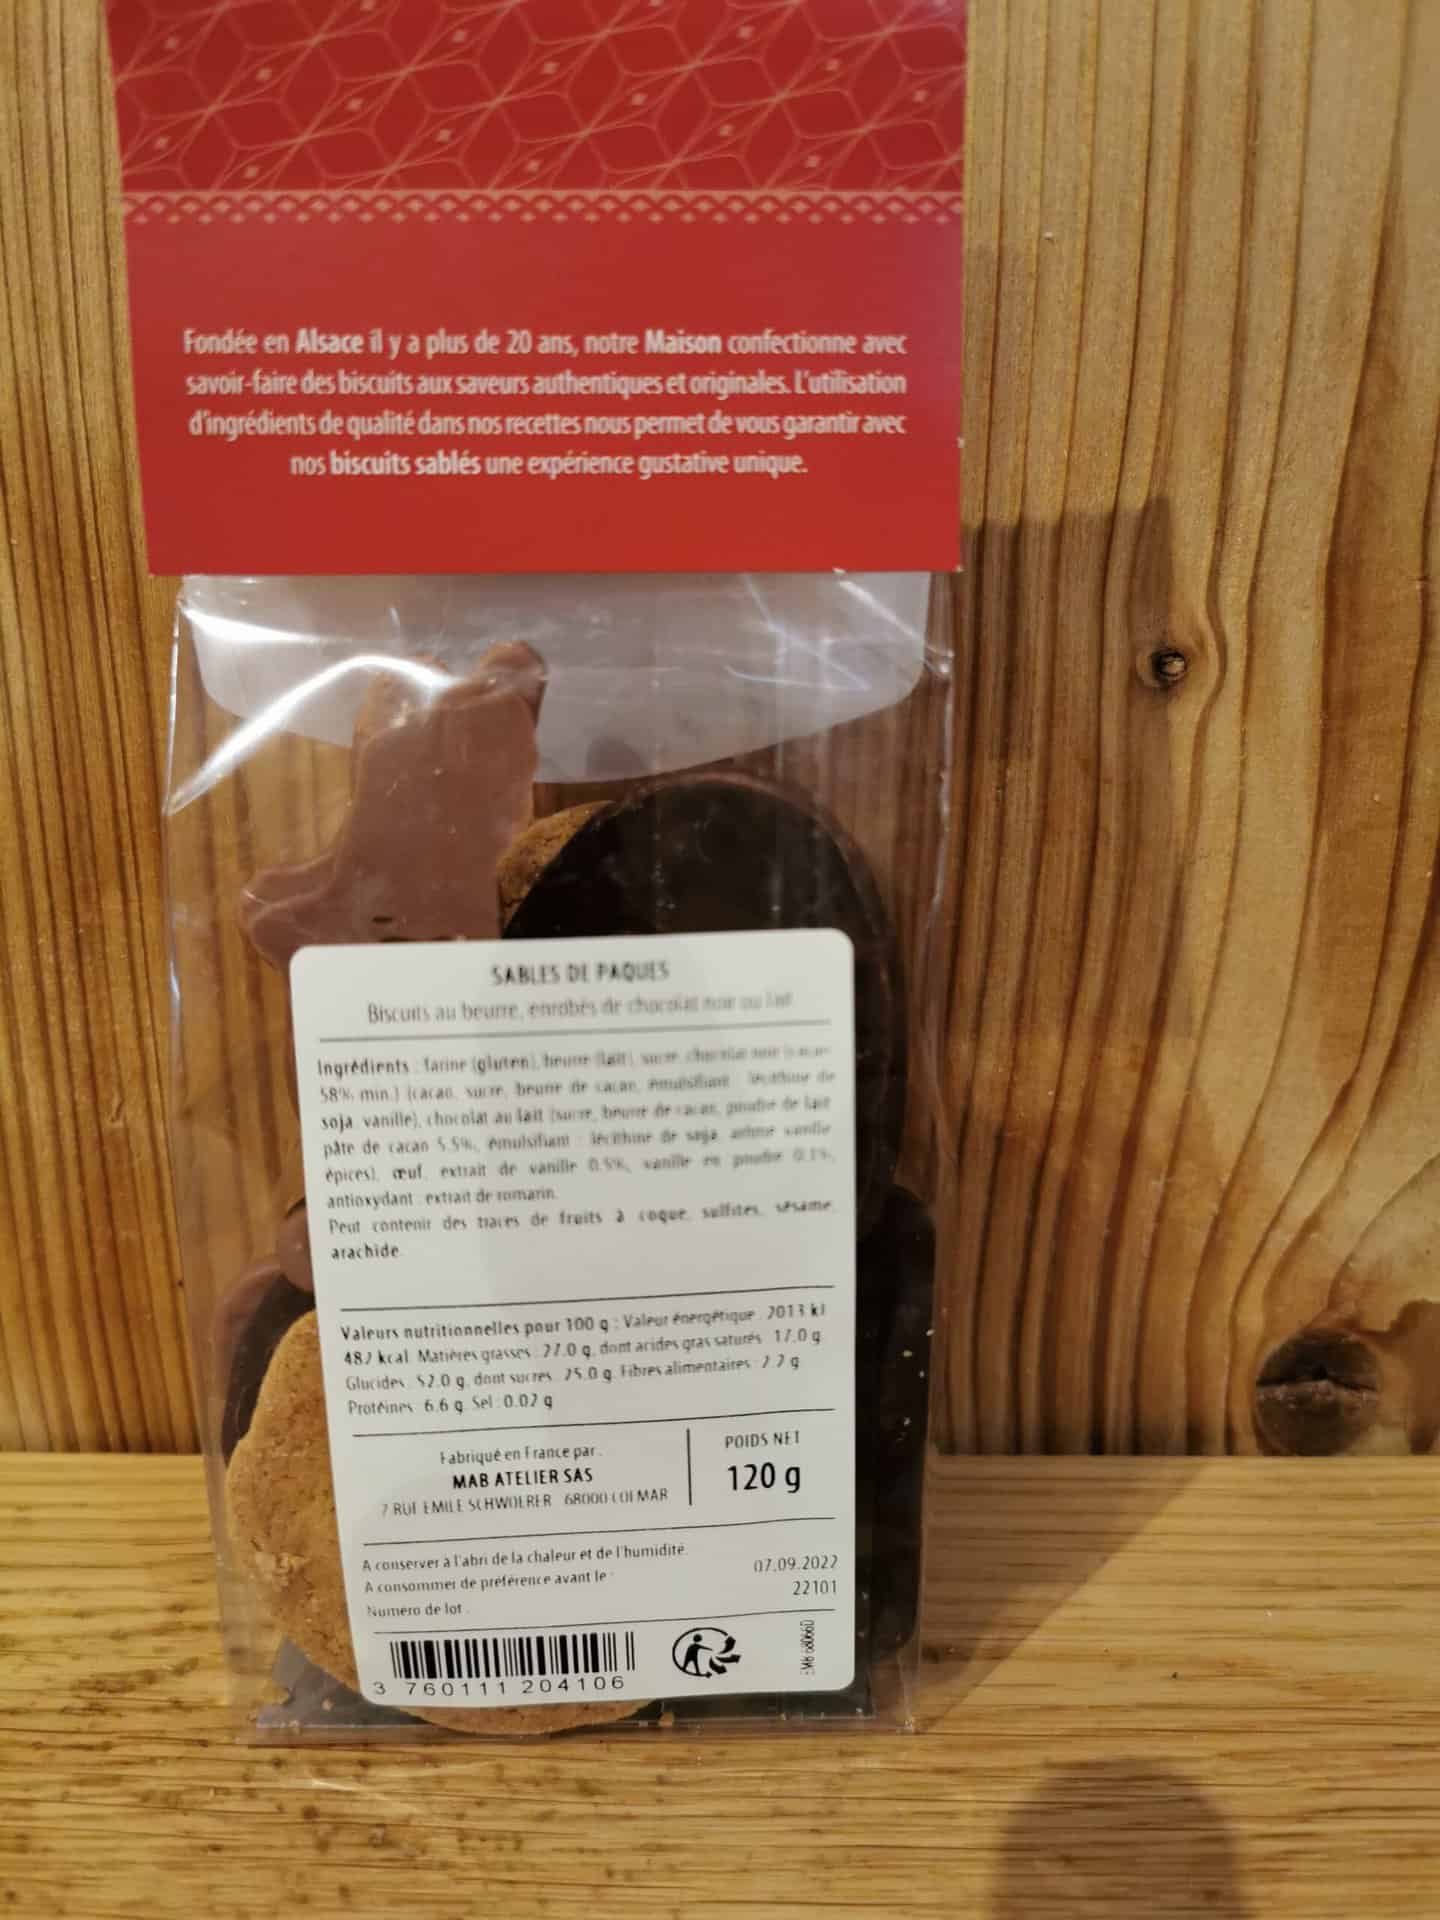 Fondée en Alsace il y a plus de 20 ans, notre Maison confectionne avec
savoir-faire des biscuits aux saveurs authentiques et originales. L'utilisation
d'ingrédients de qualité dans nos recettes nous permet de vous garantir avec
nos biscuits sablés une expérience gustative unique.
SABLES DE PAQUES
Biscuits au beurre, enrobés de chocolat noir ou lait
Ingrédients : farine (gluten), beurre (lait), sucre, chocolat noir (cacao
58% min.) (cacao, sucre, beurre de cacao, émulsifiant : lécithine de
soja, vanille), chocolat au lait (sucre, beurre de cacao, poudre de lait
pâte de cacao 5.5%, émulsifiant : lécithine de soja, arôme vanille
épices), œuf, extrait de vanille 0.5%, vanille en poudre 0.1%,
antioxydant : extrait de romarin.
Peut contenir des traces de fruits à coque, sulfites, sésame,
arachide.
Valeurs nutritionnelles pour 100 g : Valeur énergétique : 2013 kJ
482 kcal Matières grasses : 27.0 g, dont acides gras saturés : 17.0 g
Glucides : 52.0 g, dont sucres : 25.0 g. Fibres alimentaires : 2.2 g
Protéines : 6.6 g. Sel : 0.02 g
Fabriqué en France par :
MAB ATELIER SAS
7 RUE EMILE SCHWOERER 68000 COLMAR
POIDS NET
120 g
A conserver à l'abri de la chaleur et de l'humidité.
A consommer de préférence avant le : 07.09.2022
Numéro de lot : 22101
3 760111 204106
EMB 68066D